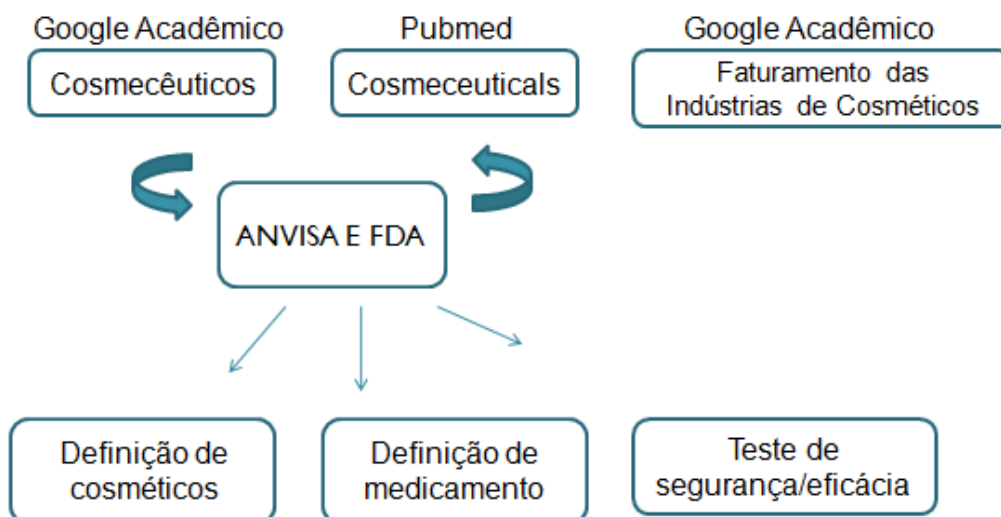 Google Acadêmico
Cosmecêuticos
Pubmed
Cosmeceuticals
Google Acadêmico
Faturamento das
Indústrias de Cosméticos
ANVISA E FDA
Definição de
cosméticos
Definição de
medicamento
Teste de
segurança/eficácia